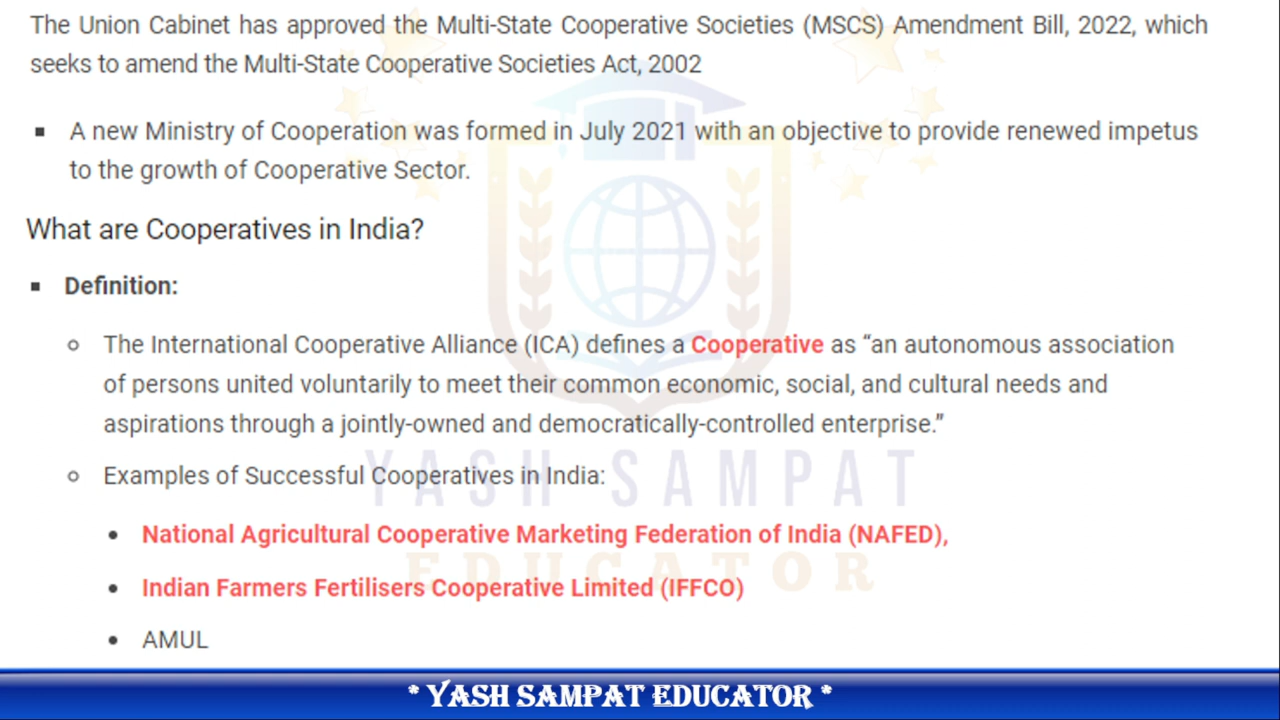 The Union Cabinet has approved the Multi-State Cooperative Societies (MSCS) Amendment Bill, 2022, which
seeks to amend the Multi-State Cooperative Societies Act, 2002
▪ A new Ministry of Cooperation was formed in July 2021 with an objective to provide renewed impetus
to the growth of Cooperative Sector.
What are Cooperatives in India?
▪ Definition:
○ The International Cooperative Alliance (ICA) defines a Cooperative as “an autonomous association
of persons united voluntarily to meet their common economic, social, and cultural needs and
aspirations through a jointly-owned and democratically-controlled enterprise.”
○ Examples of Successful Cooperatives in India:
YASH SAMPAT
• National Agricultural Cooperative Marketing Federation of India (NAFED),
EDUCATOR
• Indian Farmers Fertilisers Cooperative Limited (IFFCO)
• AMUL
* YASH SAMPAT EDUCATOR *